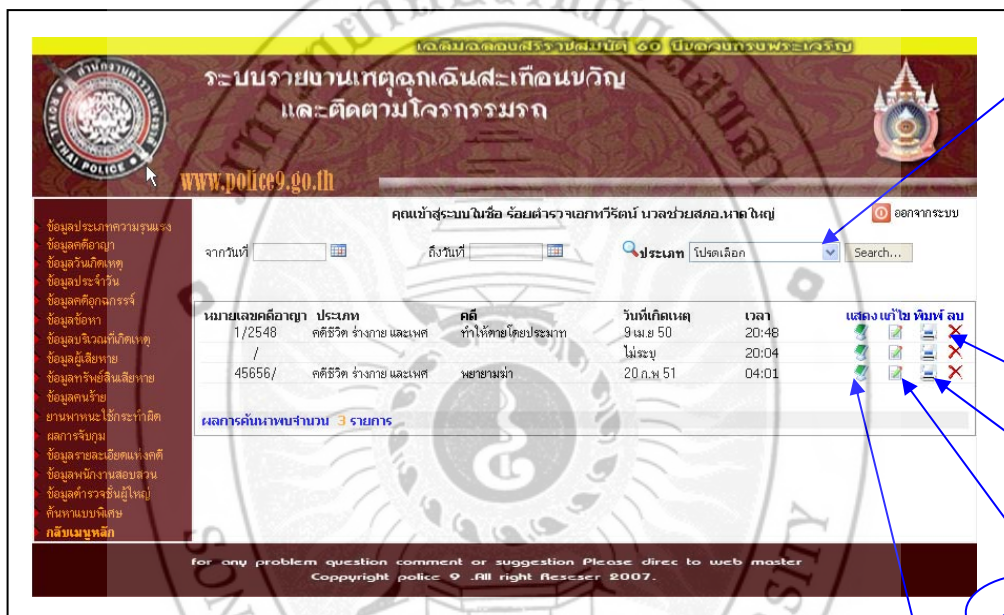 เฉลิมฉลองสิริราชสมบัติ 60 ปีของจอมราชพระเจริญ
ระบบรายงานเหตุฉุกเฉินสะเทือนขวัญ
และติดตามโจรกรรมรถ
THAI POLICE
www.police9.go.th
คุณเข้าสู่ระบบในชื่อ ร้อยตำรวจเอกทวีรัตน์ นวลช่วยสภอ.หาดใหญ่
ออกจากระบบ
จากวันที่ ถึงวันที่ ประเภท โปรดเลือก Search...
ข้อมูลประเภทความรุนแรง
ข้อมูลคดีอาญา
ข้อมูลวันเกิดเหตุ
ข้อมูลประจำวัน
ข้อมูลคดีอุกฉกรรจ์
ข้อมูลข้อหา
ข้อมูลบริเวณที่เกิดเหตุ
ข้อมูลผู้เสียหาย
ข้อมูลทรัพย์สินเสียหาย
ข้อมูลคนร้าย
ยานพาหนะใช้กระทำผิด
ผลการจับกุม
ข้อมูลรายละเอียดแห่งคดี
ข้อมูลพนักงานสอบสวน
ข้อมูลตำรวจชั้นผู้ใหญ่
ค้นหาแบบพิเศษ
กลับเมนูหลัก
หมายเลขคดีอาญา ประเภท คดี วันที่เกิดเหตุ เวลา แสดง แก้ไข พิมพ์ ลบ
1/2548 คดีชีวิต ร่างกาย และเพศ ทำให้ตายโดยประมาท 9 เม.ย 50 20:48
/ ไม่ระบุ 20:04
45656/ คดีชีวิต ร่างกาย และเพศ พยายามฆ่า 20 ก.พ 51 04:01
ผลการค้นหาพบจำนวน 3 รายการ
for any problem question comment or suggestion Please direc to web master
Coppyright police 9 .All right Reseser 2007.